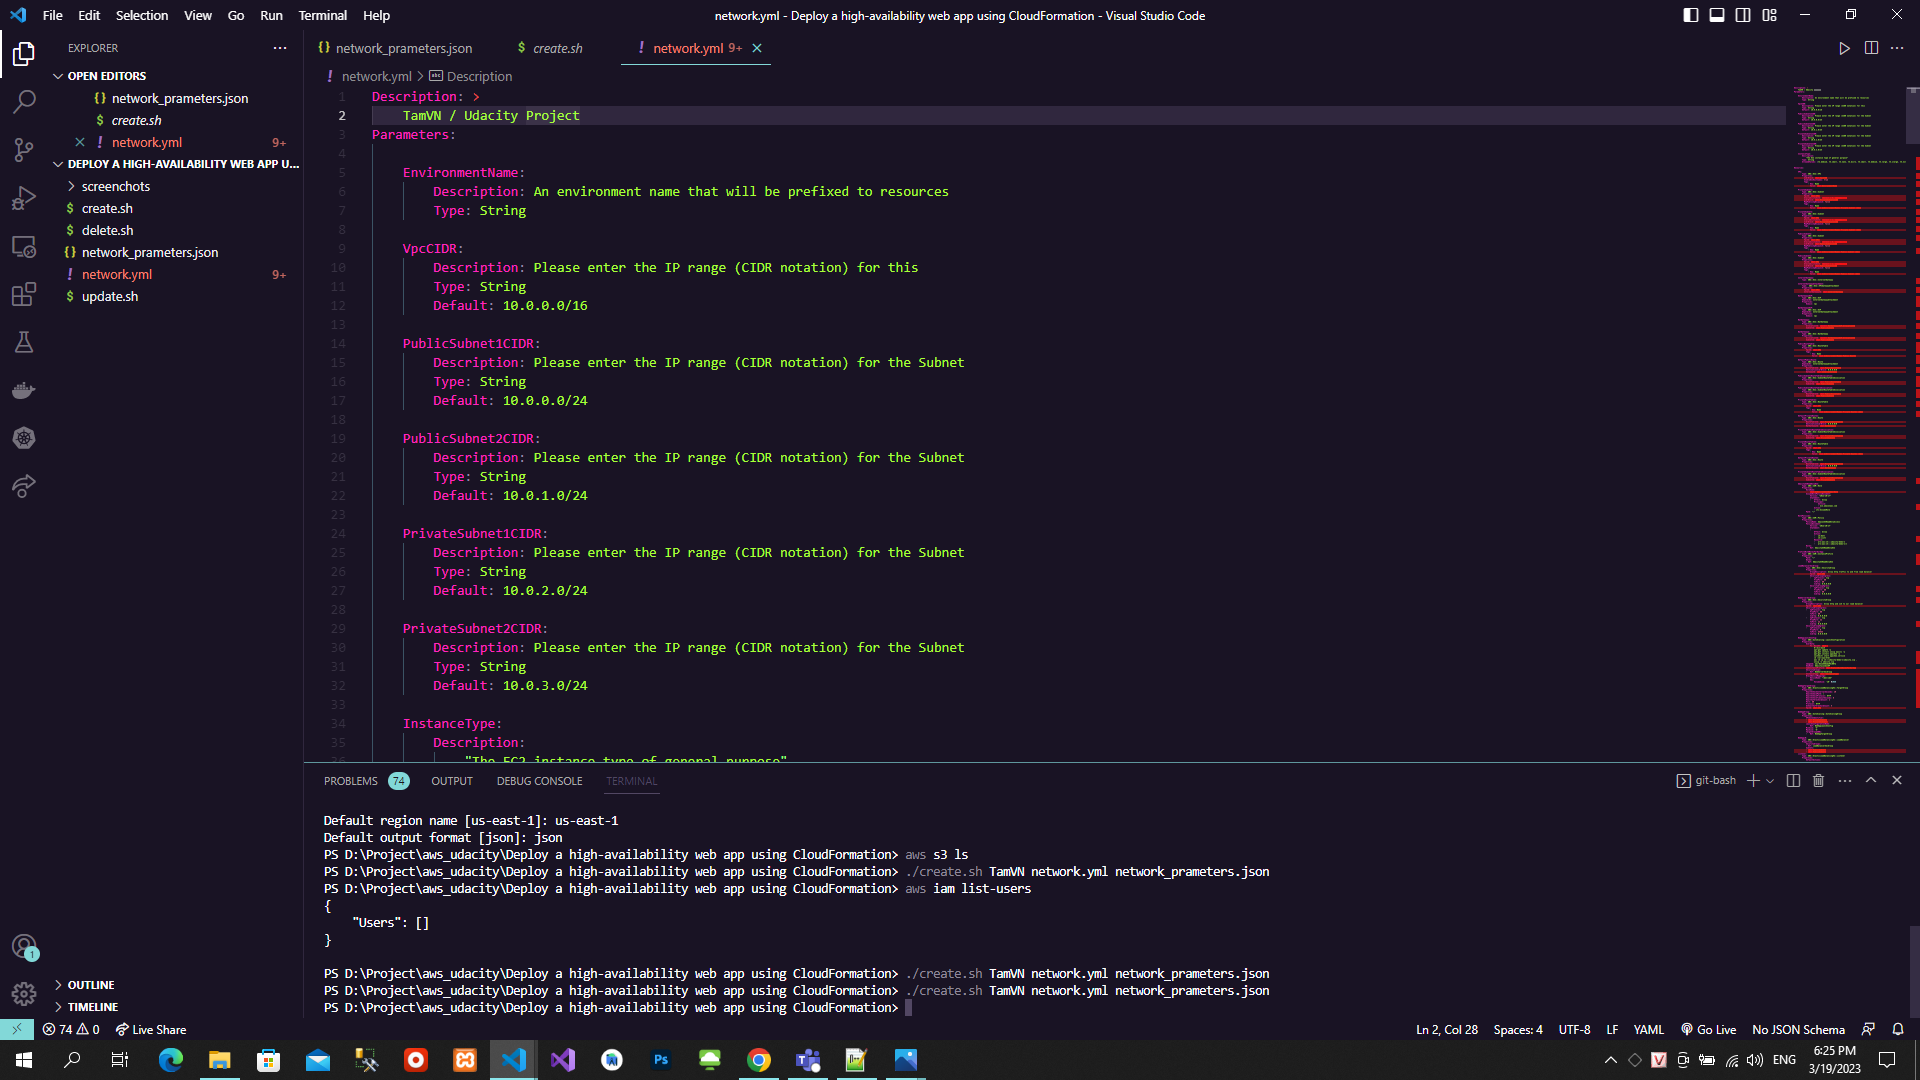 File Edit Selection View Go Run Terminal Help
network.yml - Deploy a high-availability web app using CloudFormation - Visual Studio Code
EXPLORER
OPEN EDITORS
{} network_prameters.json
$ create.sh
! network.yml 9+
DEPLOY A HIGH-AVAILABILITY WEB APP U...
screenchots
$ create.sh
$ delete.sh
{} network_prameters.json
! network.yml 9+
$ update.sh
OUTLINE
TIMELINE
{} network_prameters.json $ create.sh ! network.yml 9+
! network.yml > Description
1 Description: >
2 TamVN / Udacity Project
3 Parameters:
4
5 EnvironmentName:
6 Description: An environment name that will be prefixed to resources
7 Type: String
8
9 VpcCIDR:
10 Description: Please enter the IP range (CIDR notation) for this
11 Type: String
12 Default: 10.0.0.0/16
13
14 PublicSubnet1CIDR:
15 Description: Please enter the IP range (CIDR notation) for the Subnet
16 Type: String
17 Default: 10.0.0.0/24
18
19 PublicSubnet2CIDR:
20 Description: Please enter the IP range (CIDR notation) for the Subnet
21 Type: String
22 Default: 10.0.1.0/24
23
24 PrivateSubnet1CIDR:
25 Description: Please enter the IP range (CIDR notation) for the Subnet
26 Type: String
27 Default: 10.0.2.0/24
28
29 PrivateSubnet2CIDR:
30 Description: Please enter the IP range (CIDR notation) for the Subnet
31 Type: String
32 Default: 10.0.3.0/24
33
34 InstanceType:
35 Description:
36 "The EC2 instance type of general purpose"
PROBLEMS 74 OUTPUT DEBUG CONSOLE TERMINAL
git-bash
Default region name [us-east-1]: us-east-1
Default output format [json]: json
PS D:\Project\aws_udacity\Deploy a high-availability web app using CloudFormation> aws s3 ls
PS D:\Project\aws_udacity\Deploy a high-availability web app using CloudFormation> ./create.sh TamVN network.yml network_prameters.json
PS D:\Project\aws_udacity\Deploy a high-availability web app using CloudFormation> aws iam list-users
{
"Users": []
}
PS D:\Project\aws_udacity\Deploy a high-availability web app using CloudFormation> ./create.sh TamVN network.yml network_prameters.json
PS D:\Project\aws_udacity\Deploy a high-availability web app using CloudFormation> ./create.sh TamVN network.yml network_prameters.json
PS D:\Project\aws_udacity\Deploy a high-availability web app using CloudFormation>
1
74 0 Live Share
Ln 2, Col 28 Spaces: 4 UTF-8 LF YAML Go Live No JSON Schema
Ps
ENG
6:25 PM
3/19/2023